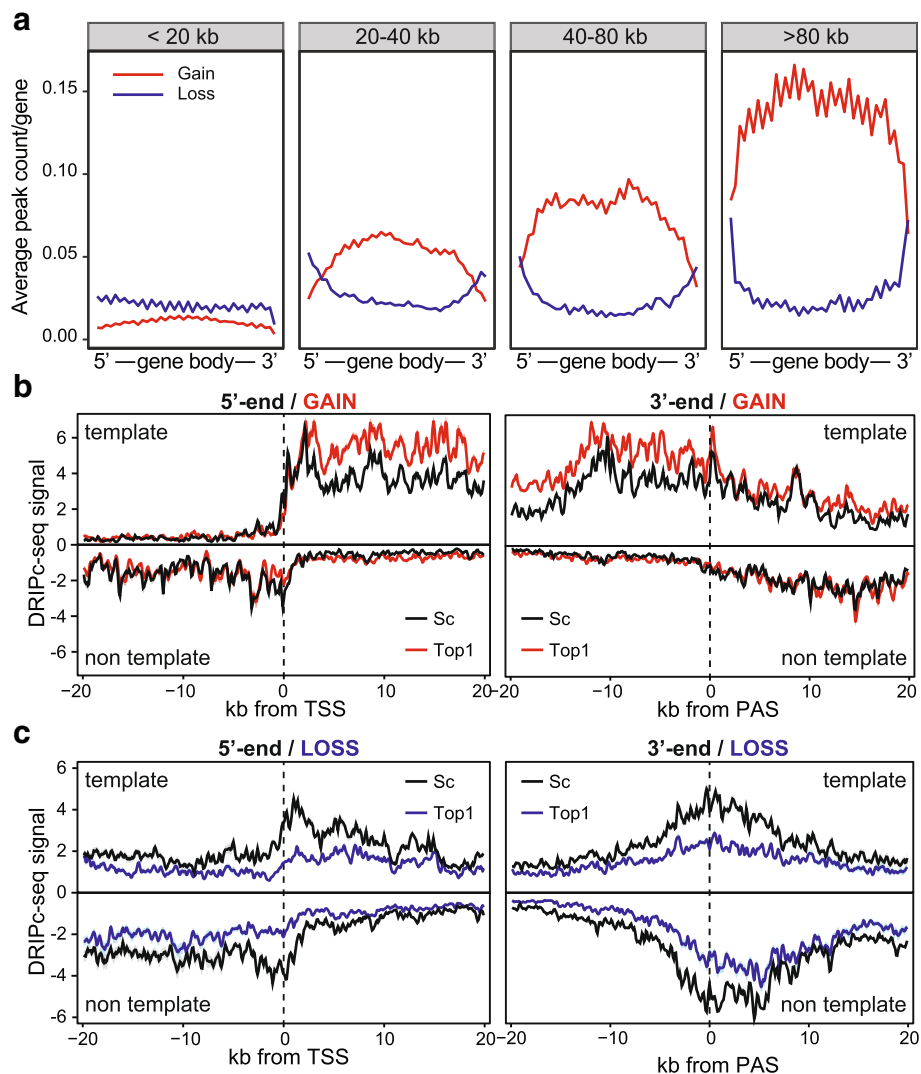 a
< 20 kb
20-40 kb
40-80 kb
>80 kb
Average peak count/gene
0.15
0.10
0.05
0.00
Gain
Loss
5’ —gene body— 3’
5’ —gene body— 3’
5’ —gene body— 3’
5’ —gene body— 3’
b
5’-end / GAIN
3’-end / GAIN
DRIPc-seq signal
6
4
2
0
-2
-4
-6
template
non template
Sc
Top1
template
non template
Sc
Top1
−20
−10
0
10
20
−20
−10
0
10
20
kb from TSS
kb from PAS
c
5’-end / LOSS
3’-end / LOSS
DRIPc-seq signal
6
4
2
0
-2
-4
-6
template
non template
Sc
Top1
template
non template
Sc
Top1
−20
−10
0
10
20
−20
−10
0
10
20
kb from TSS
kb from PAS